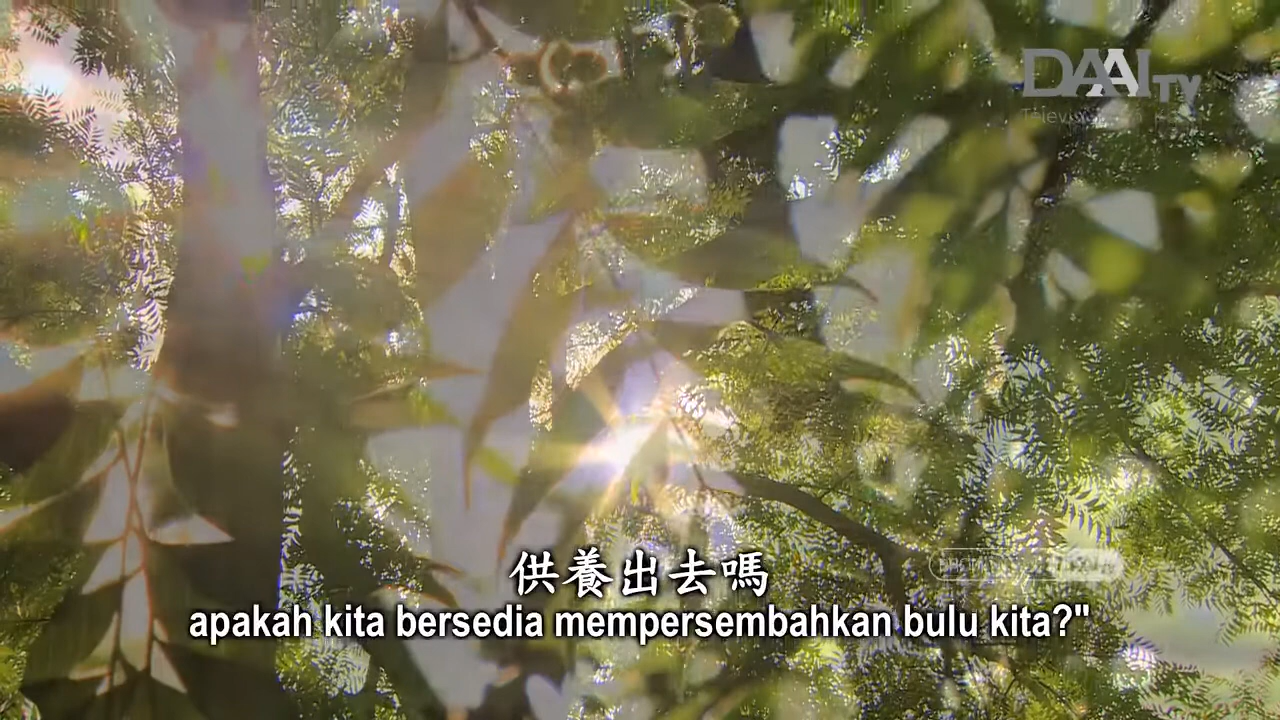 DAAI TV
供養出去嗎
apakah kita bersedia mempersembahkan bulu kita?"